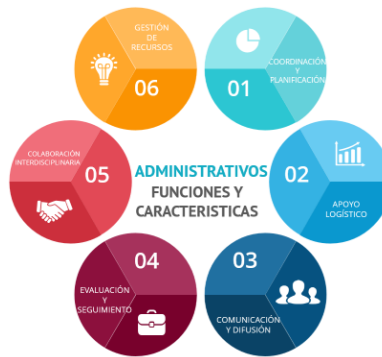 ADMINISTRATIVOS
FUNCIONES Y
CARACTERISTICAS
01
COORDINACIÓN
Y
PLANIFICACIÓN
02
APOYO
LOGÍSTICO
03
COMUNICACIÓN
Y DIFUSIÓN
04
EVALUACIÓN
Y
SEGUIMIENTO
05
COLABORACIÓN
INTERDISCIPLINARIA
06
GESTIÓN
DE
RECURSOS